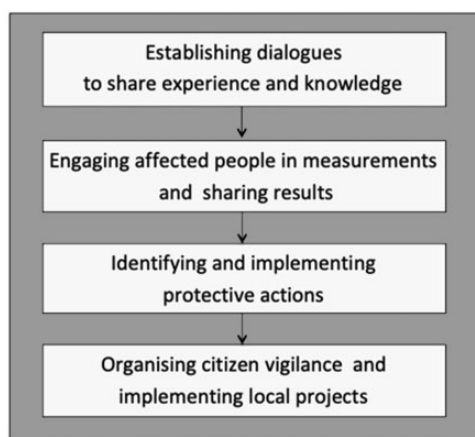 Establishing dialogues
to share experience and knowledge
Engaging affected people in measurements
and sharing results
Identifying and implementing
protective actions
Organising citizen vigilance and
implementing local projects